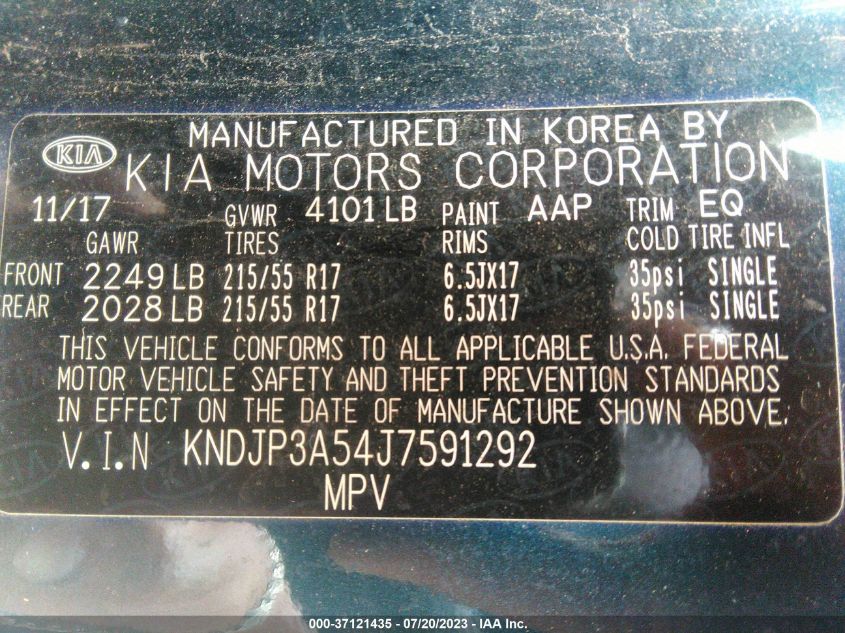 MANUFACTURED IN KOREA BY
KIA KIA MOTORS CORPORATION
11/17 GVWR 4101 LB PAINT AAP TRIM EQ
GAWR TIRES RIMS COLD TIRE INFL
FRONT 2249 LB 215/55 R17 6.5JX17 35psi SINGLE
REAR 2028 LB 215/55 R17 6.5JX17 35psi SINGLE
THIS VEHICLE CONFORMS TO ALL APPLICABLE U.S.A. FEDERAL
MOTOR VEHICLE SAFETY AND THEFT PREVENTION STANDARDS
IN EFFECT ON THE DATE OF MANUFACTURE SHOWN ABOVE.
V.I.N KNDJP3A54J7591292
MPV
000-37121435 - 07/20/2023 - IAA Inc.